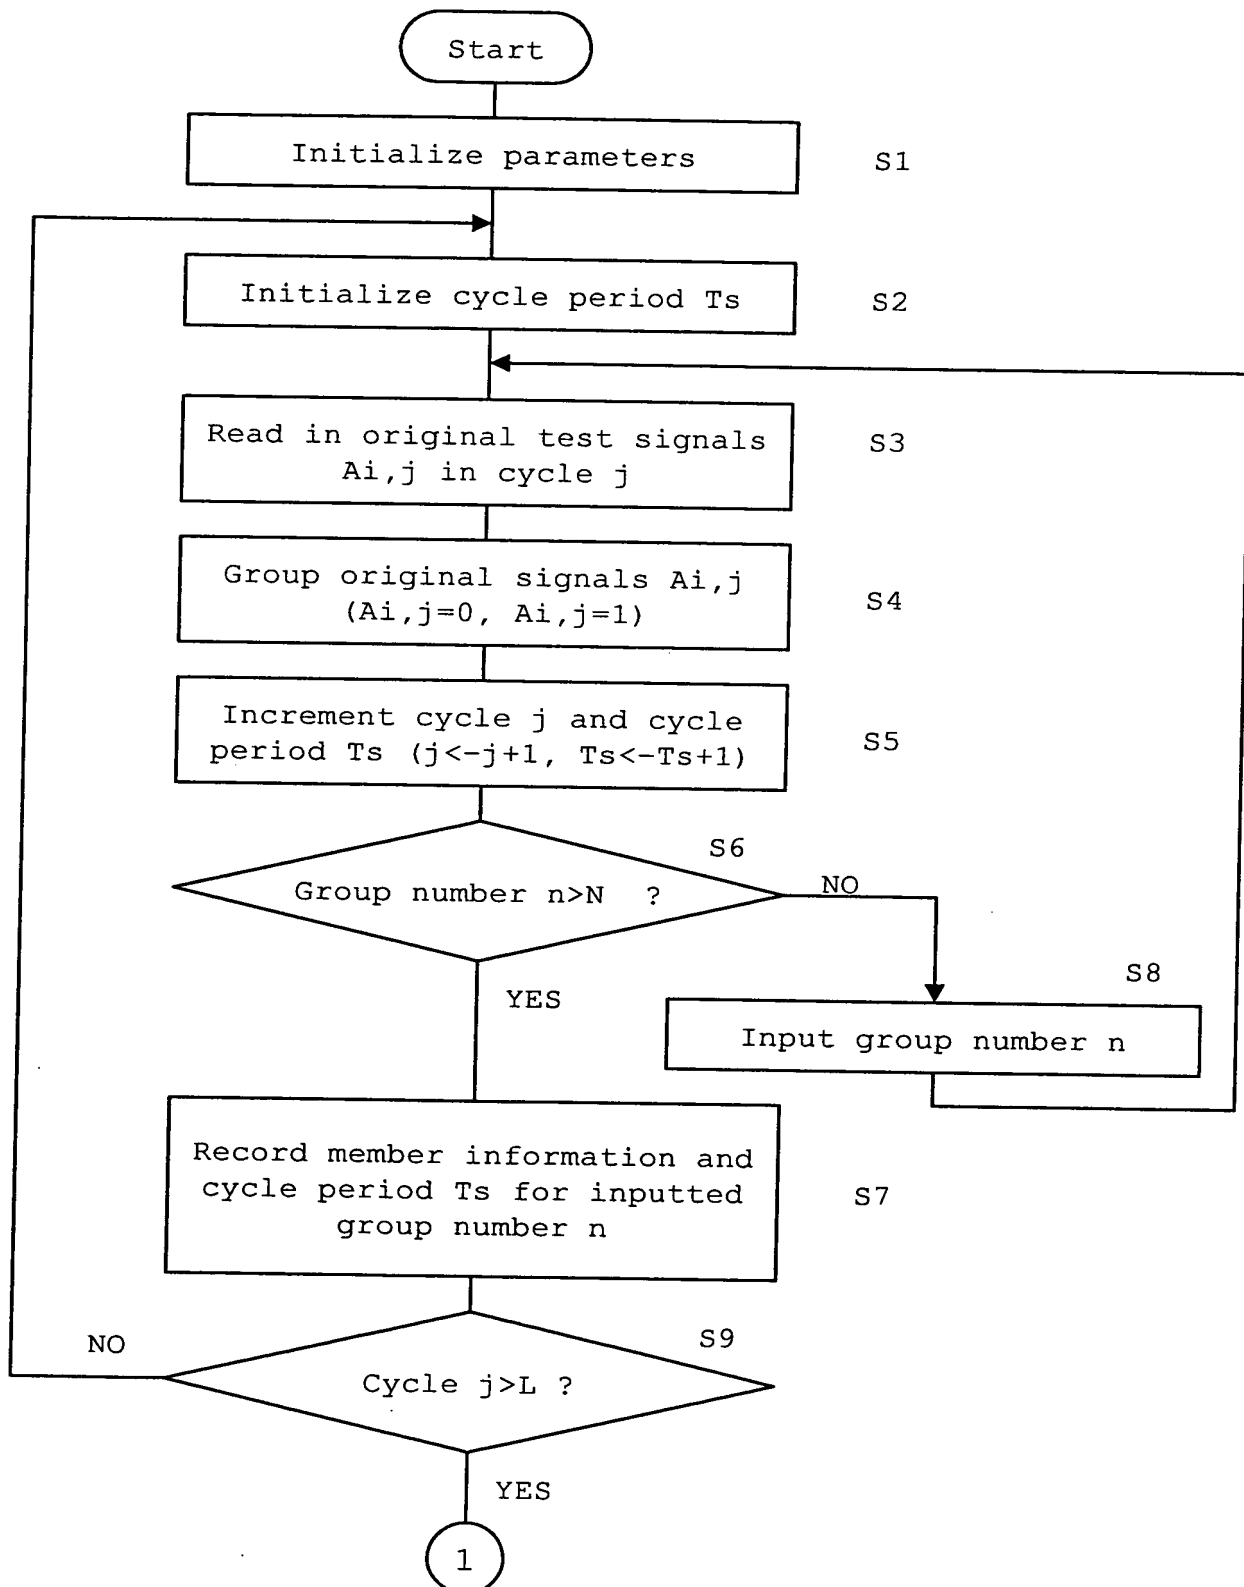 Start
Initialize parameters
S1
Initialize cycle period Ts
S2
Read in original test signals
Ai,j in cycle j
S3
Group original signals Ai,j
(Ai,j=0, Ai,j=1)
S4
Increment cycle j and cycle
period Ts (j<-j+1, Ts<-Ts+1)
S5
S6
Group number n>N ?
NO
YES
S8
Input group number n
Record member information and
cycle period Ts for inputted
group number n
S7
S9
NO
Cycle j>L ?
YES
1